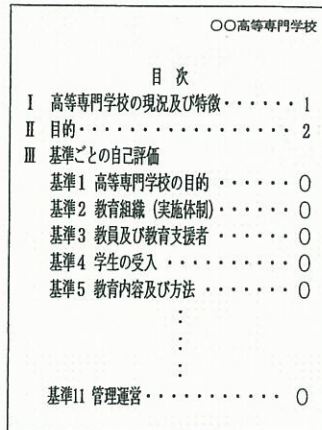 〇〇高等専門学校
目 次
Ⅰ 高等専門学校の現況及び特徴・・・・・・1
Ⅱ 目的・・・・・・・・・・・・・・・・・2
Ⅲ 基準ごとの自己評価
基準1 高等専門学校の目的・・・・・・〇
基準2 教育組織(実施体制)・・・・・・〇
基準3 教員及び教育支援者・・・・・・〇
基準4 学生の受入・・・・・・・・・・〇
基準5 教育内容及び方法・・・・・・・〇
:
:
:
基準11 管理運営・・・・・・・・・・・〇